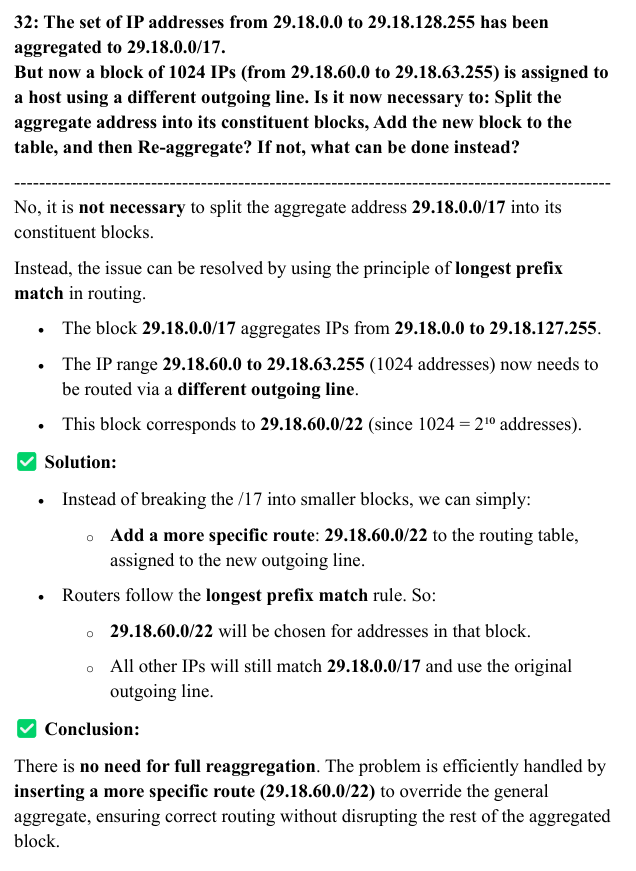 32: The set of IP addresses from 29.18.0.0 to 29.18.128.255 has been
aggregated to 29.18.0.0/17.
But now a block of 1024 IPs (from 29.18.60.0 to 29.18.63.255) is assigned to
a host using a different outgoing line. Is it now necessary to: Split the
aggregate address into its constituent blocks, Add the new block to the
table, and then Re-aggregate? If not, what can be done instead?
---------------------------------------------------------------------------------------------
No, it is not necessary to split the aggregate address 29.18.0.0/17 into its
constituent blocks.
Instead, the issue can be resolved by using the principle of longest prefix
match in routing.
• The block 29.18.0.0/17 aggregates IPs from 29.18.0.0 to 29.18.127.255.
• The IP range 29.18.60.0 to 29.18.63.255 (1024 addresses) now needs to
be routed via a different outgoing line.
• This block corresponds to 29.18.60.0/22 (since 1024 = 2¹⁰ addresses).
✅ Solution:
• Instead of breaking the /17 into smaller blocks, we can simply:
○ Add a more specific route: 29.18.60.0/22 to the routing table,
assigned to the new outgoing line.
• Routers follow the longest prefix match rule. So:
○ 29.18.60.0/22 will be chosen for addresses in that block.
○ All other IPs will still match 29.18.0.0/17 and use the original
outgoing line.
✅ Conclusion:
There is no need for full reaggregation. The problem is efficiently handled by
inserting a more specific route (29.18.60.0/22) to override the general
aggregate, ensuring correct routing without disrupting the rest of the aggregated
block.